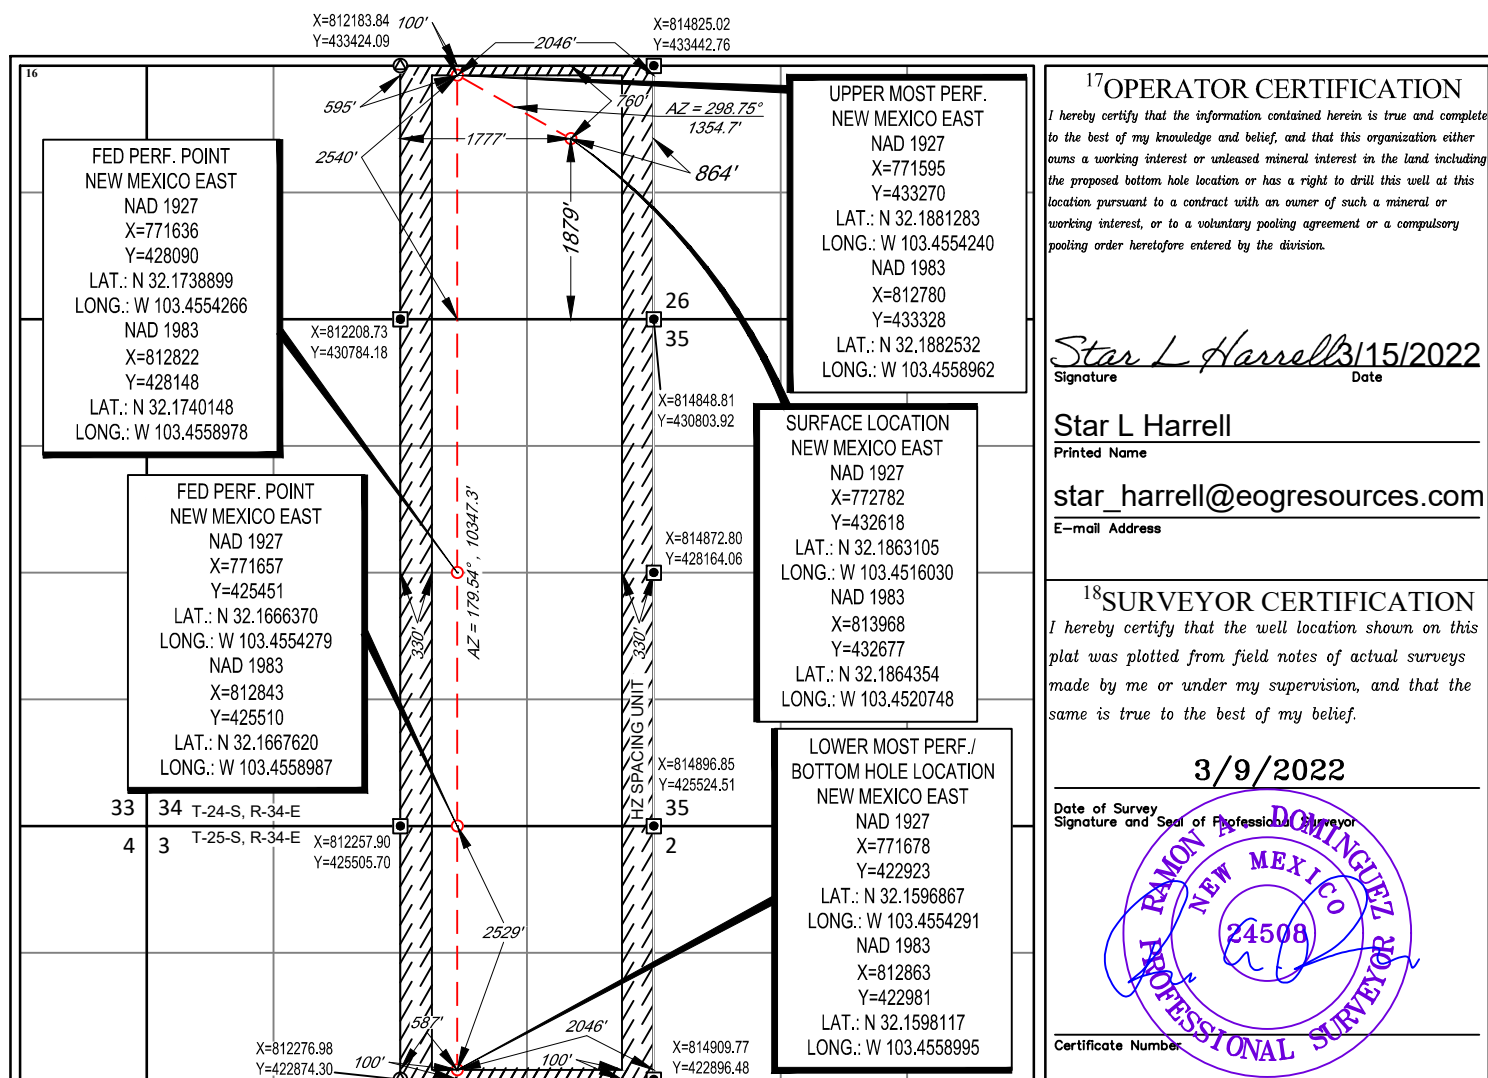 X=812183.84
Y=433424.09
100'
2046'
X=814825.02
Y=433442.76
16
595'
760'
AZ = 298.75°
1354.7'
1777'
2540'
864'
1879'
FED PERF. POINT
NEW MEXICO EAST
NAD 1927
X=771636
Y=428090
LAT.: N 32.1738899
LONG.: W 103.4554266
NAD 1983
X=812822
Y=428148
LAT.: N 32.1740148
LONG.: W 103.4558978
UPPER MOST PERF.
NEW MEXICO EAST
NAD 1927
X=771595
Y=433270
LAT.: N 32.1881283
LONG.: W 103.4554240
NAD 1983
X=812780
Y=433328
LAT.: N 32.1882532
LONG.: W 103.4558962
26
35
X=812208.73
Y=430784.18
X=814848.81
Y=430803.92
SURFACE LOCATION
NEW MEXICO EAST
NAD 1927
X=772782
Y=432618
LAT.: N 32.1863105
LONG.: W 103.4516030
NAD 1983
X=813968
Y=432677
LAT.: N 32.1864354
LONG.: W 103.4520748
FED PERF. POINT
NEW MEXICO EAST
NAD 1927
X=771657
Y=425451
LAT.: N 32.1666370
LONG.: W 103.4554279
NAD 1983
X=812843
Y=425510
LAT.: N 32.1667620
LONG.: W 103.4558987
AZ = 179.54°, 10347.3'
X=814872.80
Y=428164.06
330'
330'
HZ SPACING UNIT
X=814896.85
Y=425524.51
33 34 T-24-S, R-34-E
4 3 T-25-S, R-34-E
X=812257.90
Y=425505.70
35
2
LOWER MOST PERF./
BOTTOM HOLE LOCATION
NEW MEXICO EAST
NAD 1927
X=771678
Y=422923
LAT.: N 32.1596867
LONG.: W 103.4554291
NAD 1983
X=812863
Y=422981
LAT.: N 32.1598117
LONG.: W 103.4558995
2529'
587'
2046'
X=812276.98
Y=422874.30
100'
100'
X=814909.77
Y=422896.48
17 OPERATOR CERTIFICATION
I hereby certify that the information contained herein is true and complete
to the best of my knowledge and belief, and that this organization either
owns a working interest or unleased mineral interest in the land including
the proposed bottom hole location or has a right to drill this well at this
location pursuant to a contract with an owner of such a mineral or
working interest, or to a voluntary pooling agreement or a compulsory
pooling order heretofore entered by the division.
Star L Harrell 3/15/2022
Signature Date
Star L Harrell
Printed Name
star_harrell@eogresources.com
E-mail Address
18 SURVEYOR CERTIFICATION
I hereby certify that the well location shown on this
plat was plotted from field notes of actual surveys
made by me or under my supervision, and that the
same is true to the best of my belief.
3/9/2022
Date of Survey
Signature and Seal of Professional Surveyor
RAMON A. DOMINGUEZ
NEW MEXICO
24508
PROFESSIONAL SURVEYOR
Certificate Number